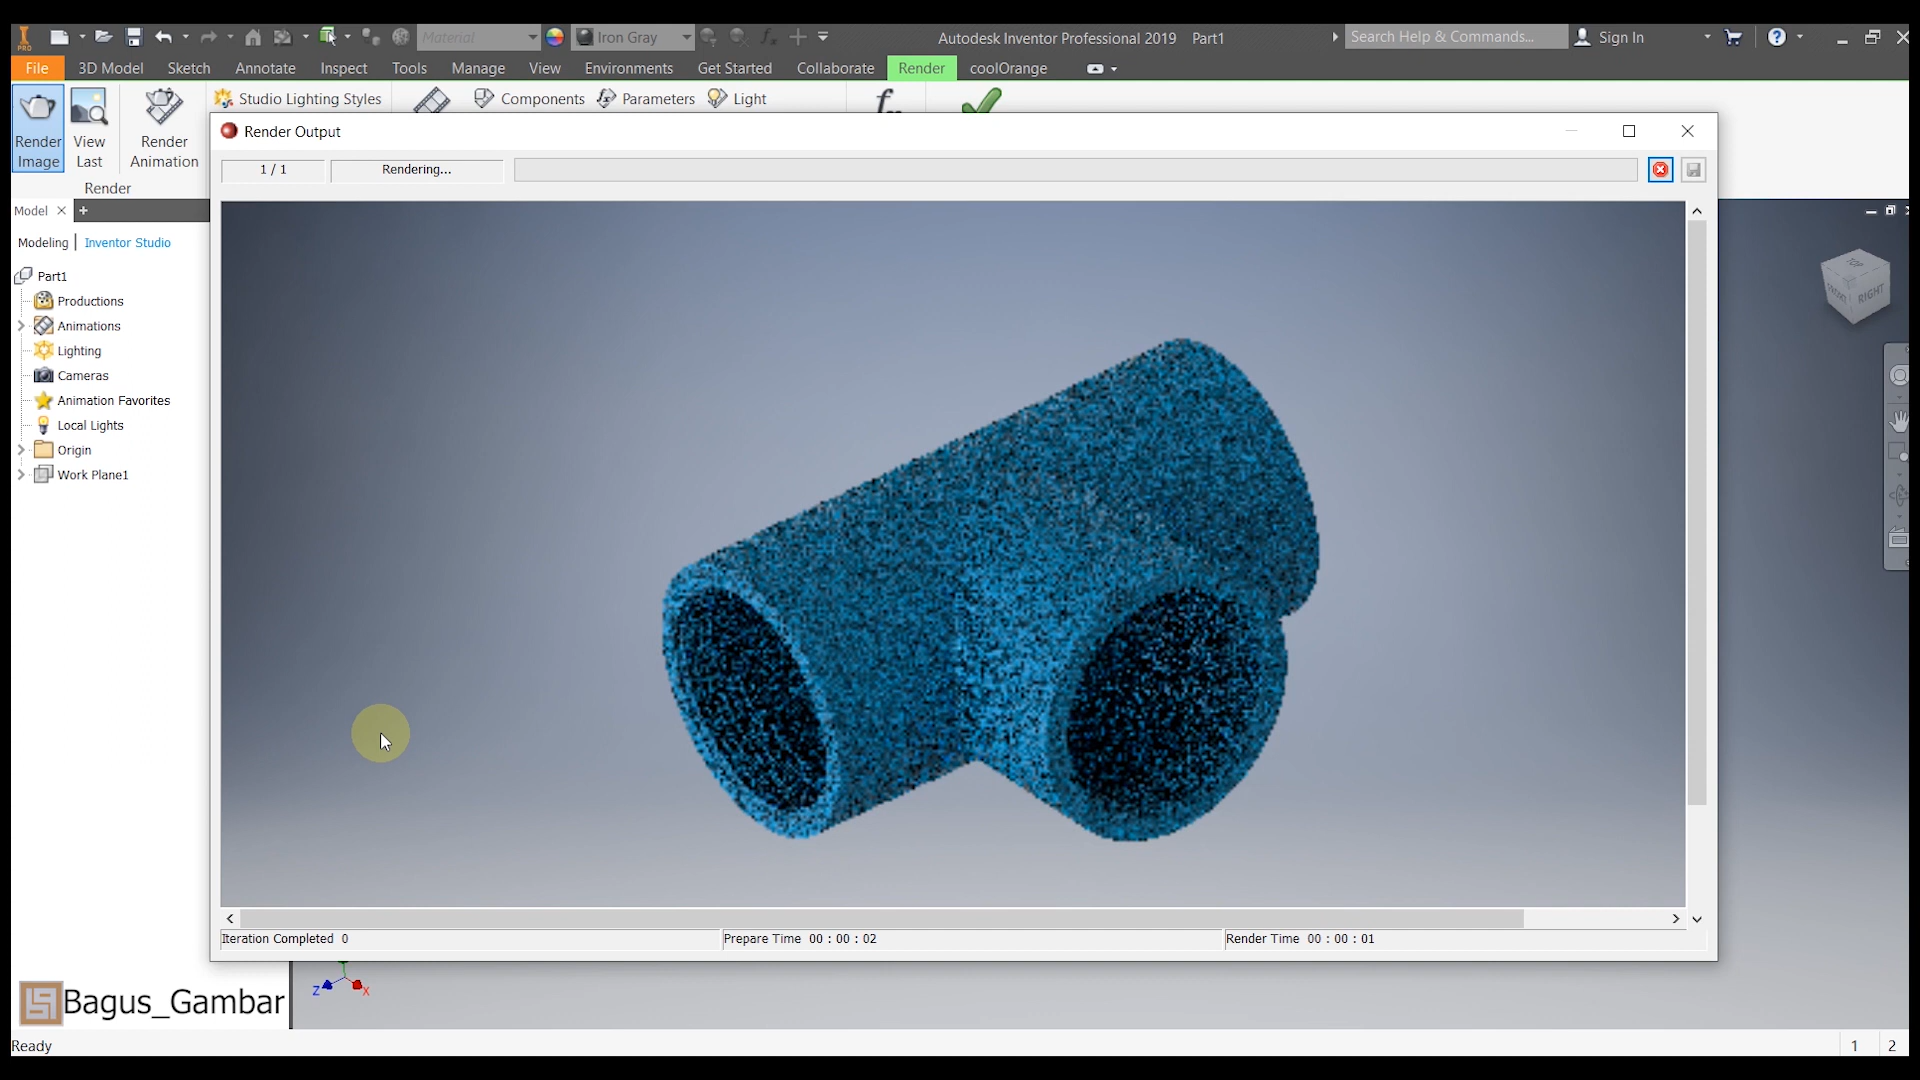 PRO Material Iron Gray Autodesk Inventor Professional 2019 Part1 Search Help & Commands... Sign In
File 3D Model Sketch Annotate Inspect Tools Manage View Environments Get Started Collaborate Render coolOrange
Studio Lighting Styles Components Parameters Light
Render Image
View Last
Render Animation
Render
Render Output
1 / 1 Rendering...
Model
Modeling Inventor Studio
Part1
Productions
Animations
Lighting
Cameras
Animation Favorites
Local Lights
Origin
Work Plane1
TOP
RIGHT
Iteration Completed 0 Prepare Time 00 : 00 : 02 Render Time 00 : 00 : 01
Z X
Bagus_Gambar
Ready 1 2